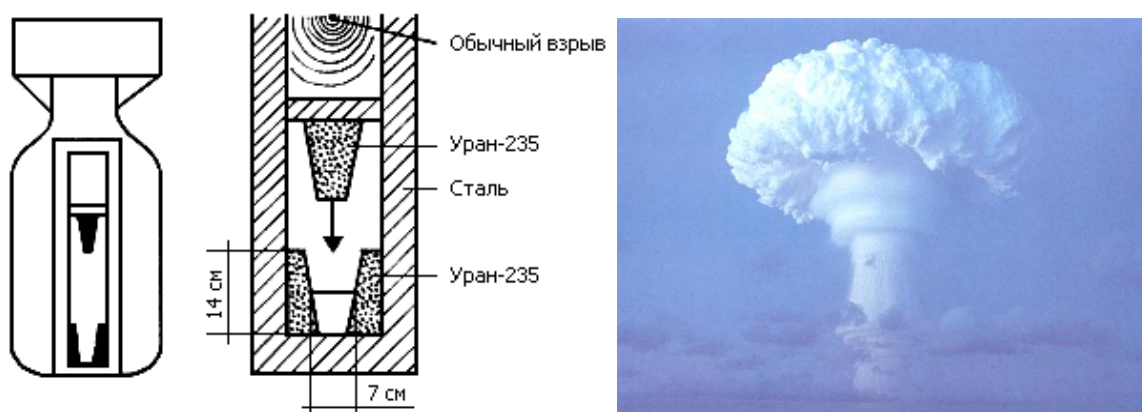 Обычный взрыв
Уран-235
Сталь
Уран-235
14 см
7 см